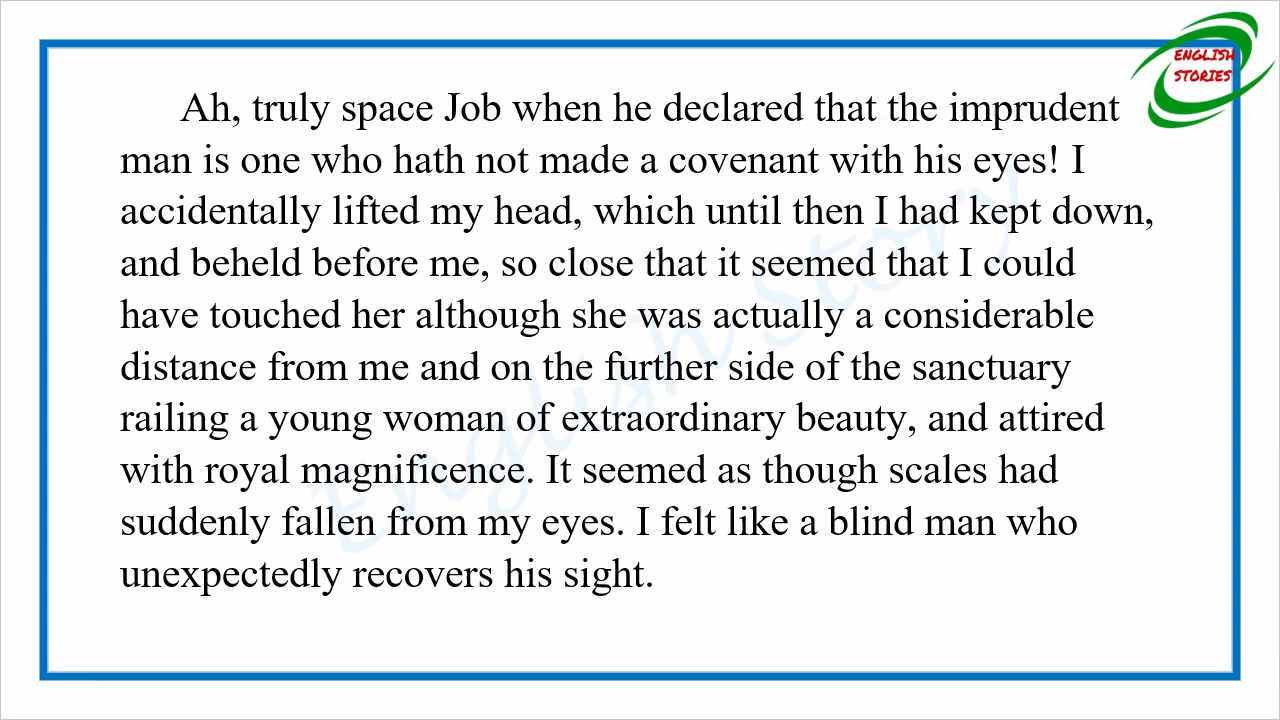 ENGLISH
STORIES
Ah, truly space Job when he declared that the imprudent
man is one who hath not made a covenant with his eyes! I
accidentally lifted my head, which until then I had kept down,
and beheld before me, so close that it seemed that I could
have touched her although she was actually a considerable
distance from me and on the further side of the sanctuary
railing a young woman of extraordinary beauty, and attired
with royal magnificence. It seemed as though scales had
suddenly fallen from my eyes. I felt like a blind man who
unexpectedly recovers his sight.
English Story